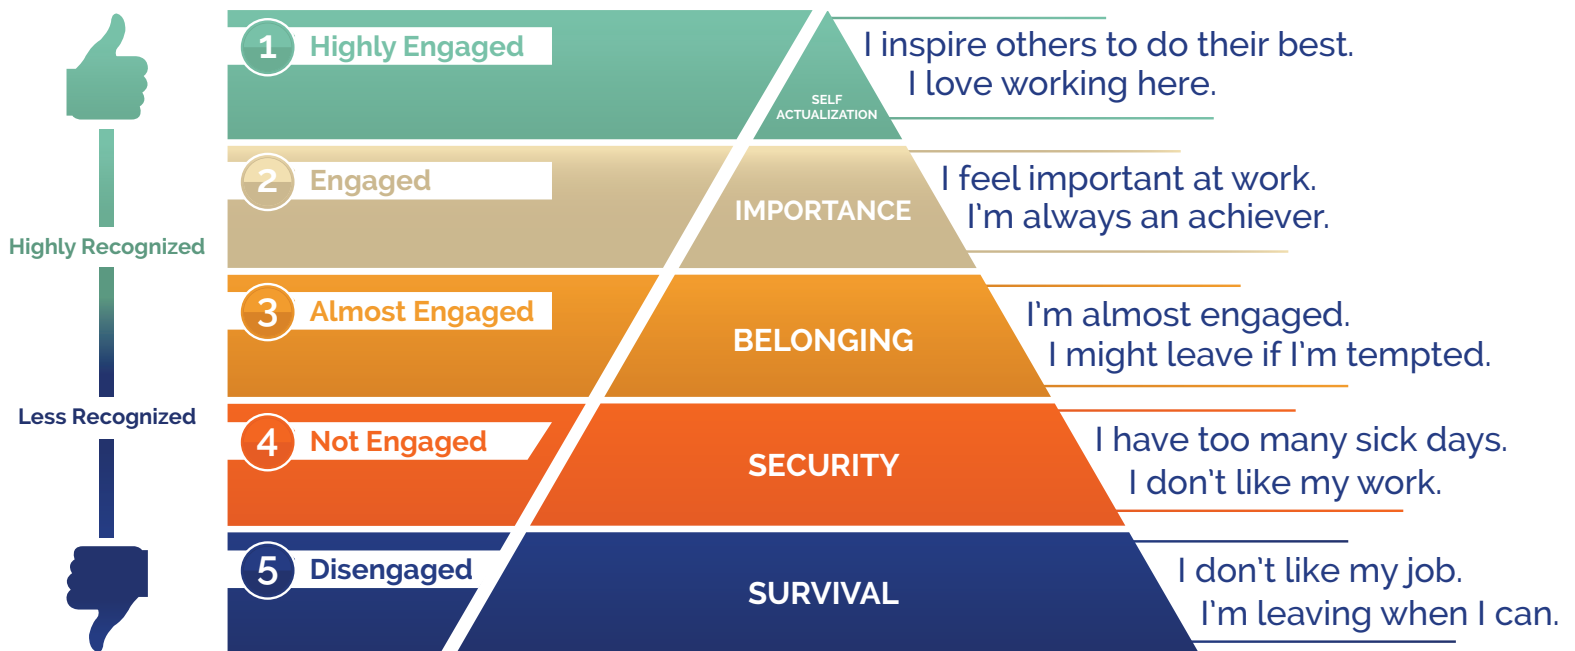 1 Highly Engaged
SELF
ACTUALIZATION
I inspire others to do their best.
I love working here.
2 Engaged
IMPORTANCE
I feel important at work.
I'm always an achiever.
Highly Recognized
3 Almost Engaged
BELONGING
I'm almost engaged.
I might leave if I'm tempted.
Less Recognized
4 Not Engaged
SECURITY
I have too many sick days.
I don't like my work.
5 Disengaged
SURVIVAL
I don't like my job.
I'm leaving when I can.